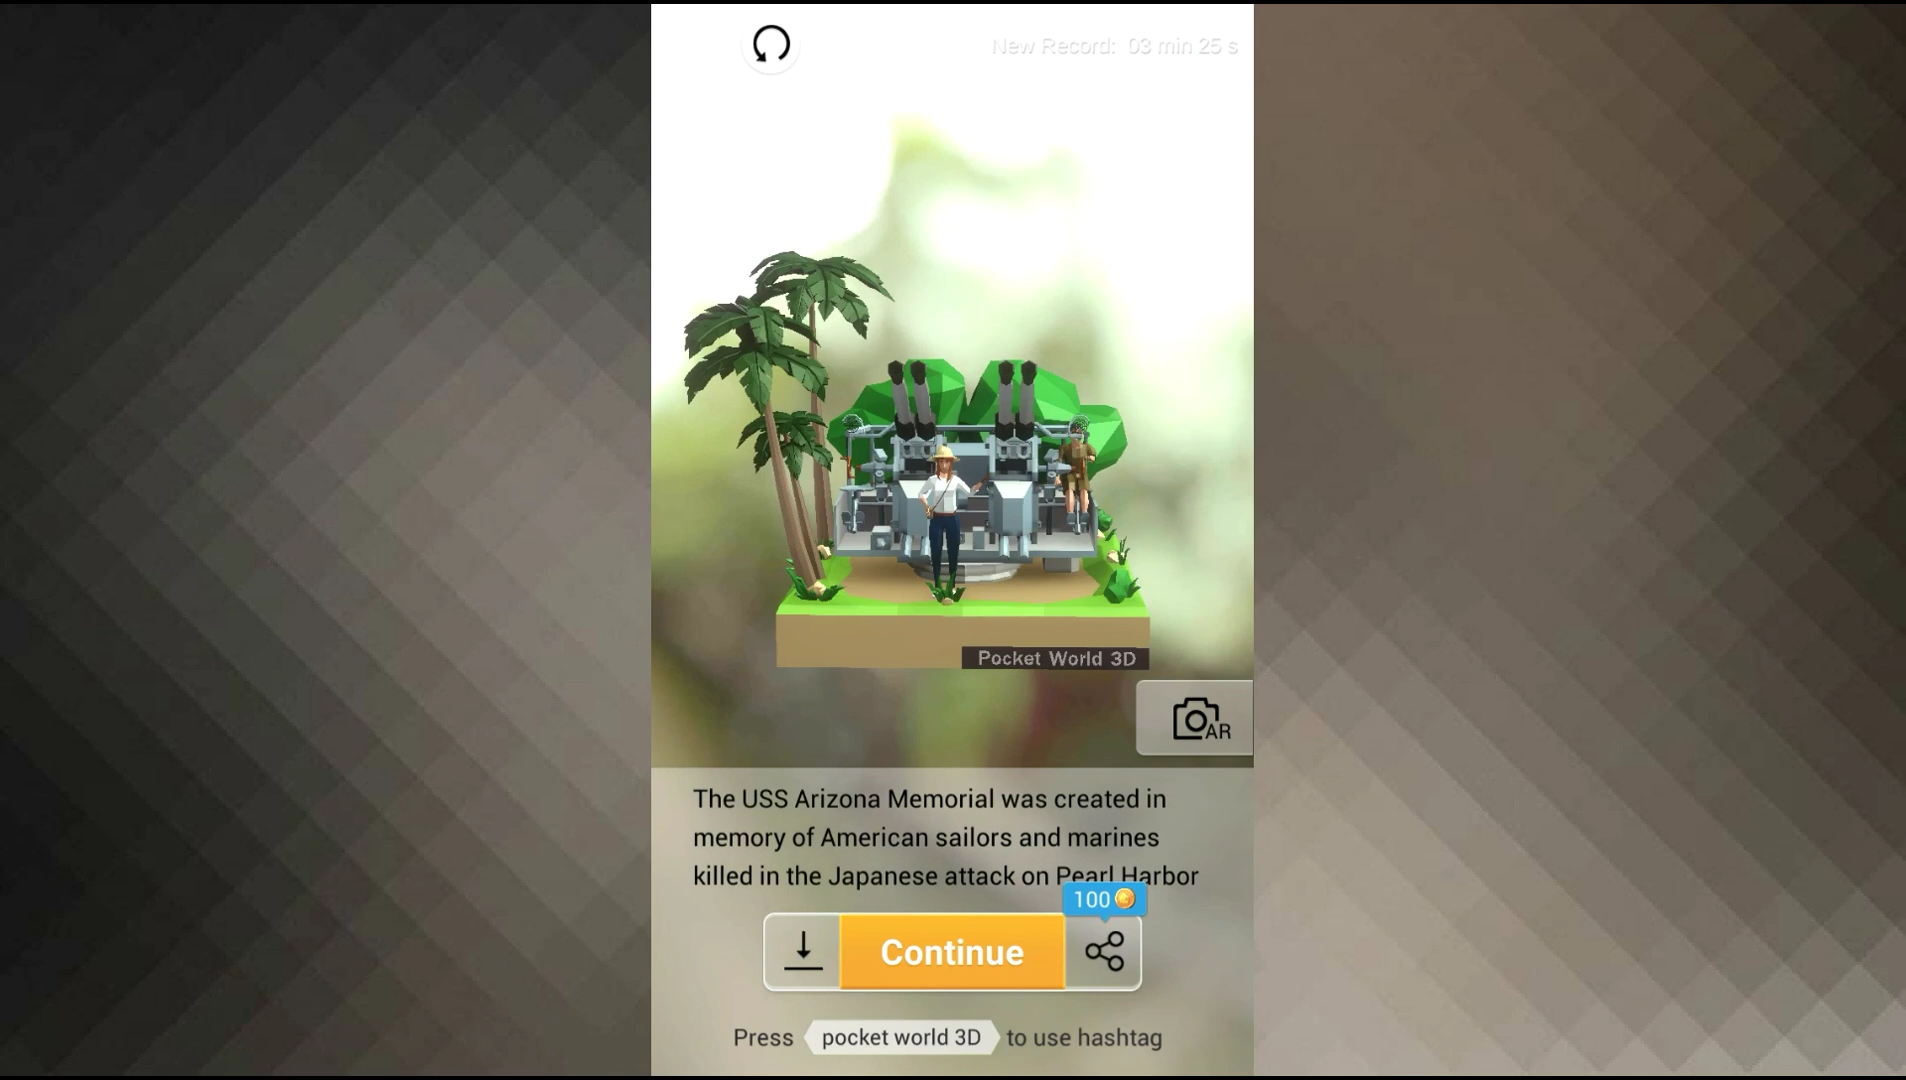 New Record: 03 min 25 s
Pocket World 3D
AR
The USS Arizona Memorial was created in
memory of American sailors and marines
killed in the Japanese attack on Pearl Harbor
100
Continue
Press pocket world 3D to use hashtag